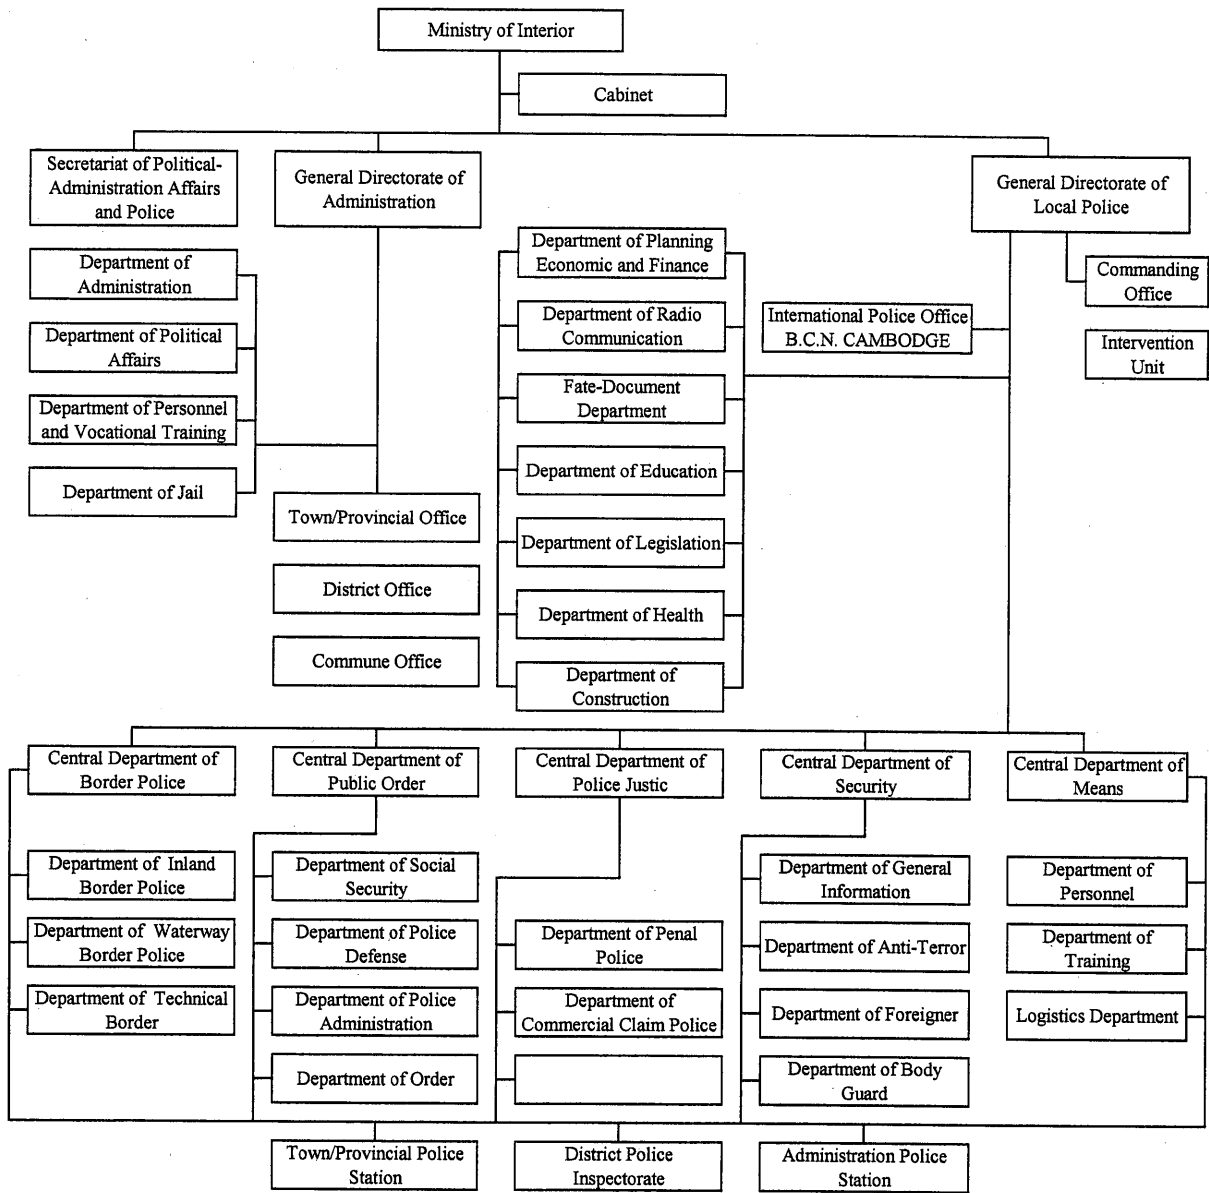 Ministry of Interior
Cabinet
Secretariat of Political-
Administration Affairs
and Police
General Directorate of
Administration
General Directorate of
Local Police
Department of
Administration
Department of Political
Affairs
Department of Personnel
and Vocational Training
Department of Jail
Town/Provincial Office
District Office
Commune Office
Department of Planning
Economic and Finance
Department of Radio
Communication
Fate-Document
Department
Department of Education
Department of Legislation
Department of Health
Department of
Construction
International Police Office
B.C.N. CAMBODGE
Commanding
Office
Intervention
Unit
Central Department of
Border Police
Central Department of
Public Order
Central Department of
Police Justic
Central Department of
Security
Central Department of
Means
Department of Inland
Border Police
Department of Waterway
Border Police
Department of Technical
Border
Department of Social
Security
Department of Police
Defense
Department of Police
Administration
Department of Order
Department of Penal
Police
Department of
Commercial Claim Police
Department of General
Information
Department of Anti-Terror
Department of Foreigner
Department of Body
Guard
Department of
Personnel
Department of
Training
Logistics Department
Town/Provincial Police
Station
District Police
Inspectorate
Administration Police
Station